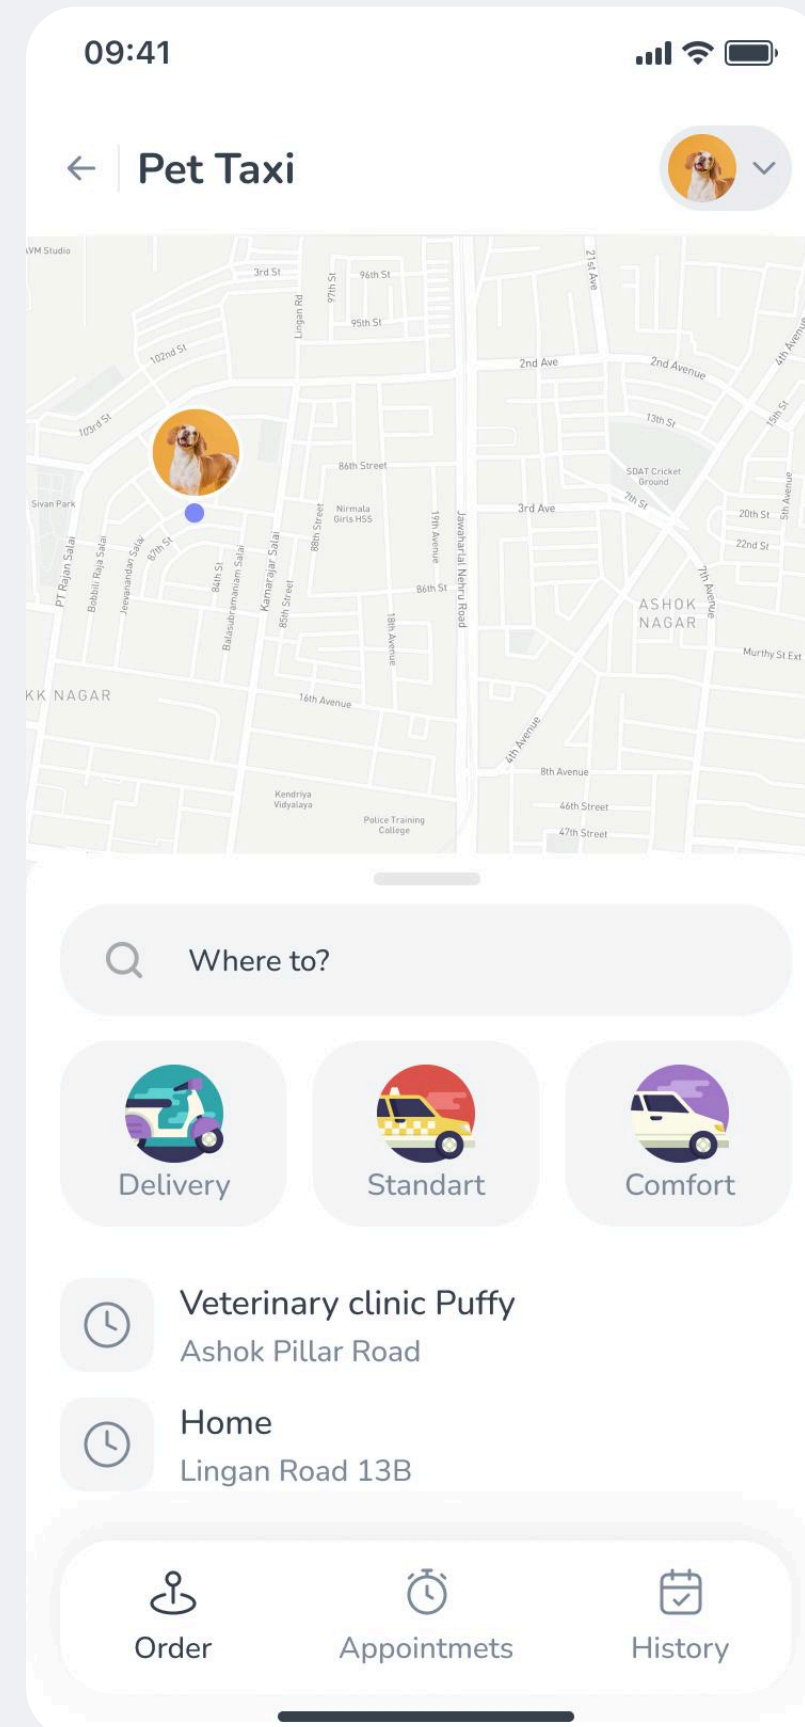 09:41
Pet Taxi
VM Studio
3rd St
97th St
96th St
21st Ave
Lingan Rd
95th St
4th Avenue
102nd St
2nd Ave
2nd Avenue
103rd St
13th St
15th St
86th Street
SDAT Cricket
Ground
Sivan Park
7th St
5th Avenue
Nirmala
Girls HSS
88th Street
19th Avenue
Jawaharlal Nehru Road
3rd Ave
20th St
22nd St
PT Rajan Salai
Bobbili Raja Salai
Jeevanandan Salai
87th St
84th St
Balasubramaniam Salai
Kamarajar Salai
85th Street
86th St
18th Avenue
7th Avenue
ASHOK
NAGAR
Murthy St Ext
KK NAGAR
16th Avenue
4th Avenue
8th Avenue
Kendriya
Vidyalaya
46th Street
Police Training
College
47th Street
Where to?
Delivery
Standart
Comfort
Veterinary clinic Puffy
Ashok Pillar Road
Home
Lingan Road 13B
Order
Appointmets
History